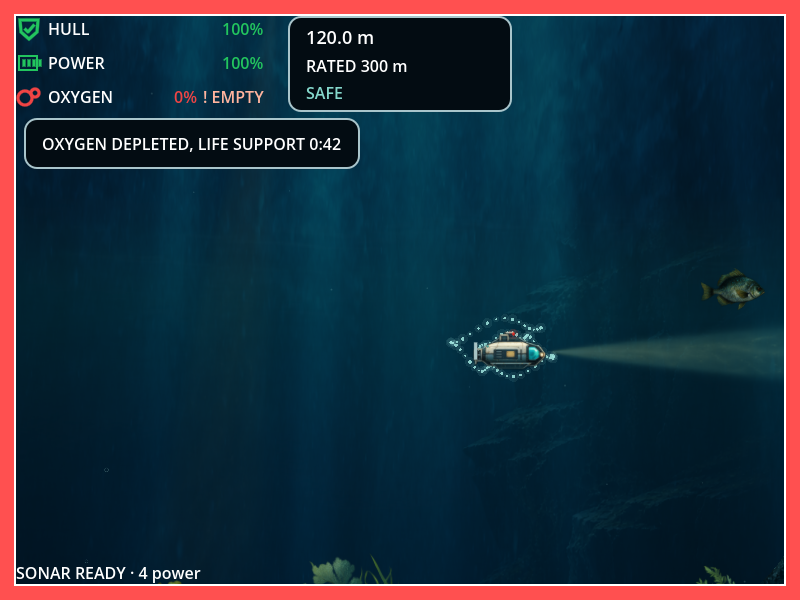 HULL 100%
POWER 100%
OXYGEN 0% ! EMPTY
120.0 m
RATED 300 m
SAFE
OXYGEN DEPLETED, LIFE SUPPORT 0:42
SONAR READY · 4 power